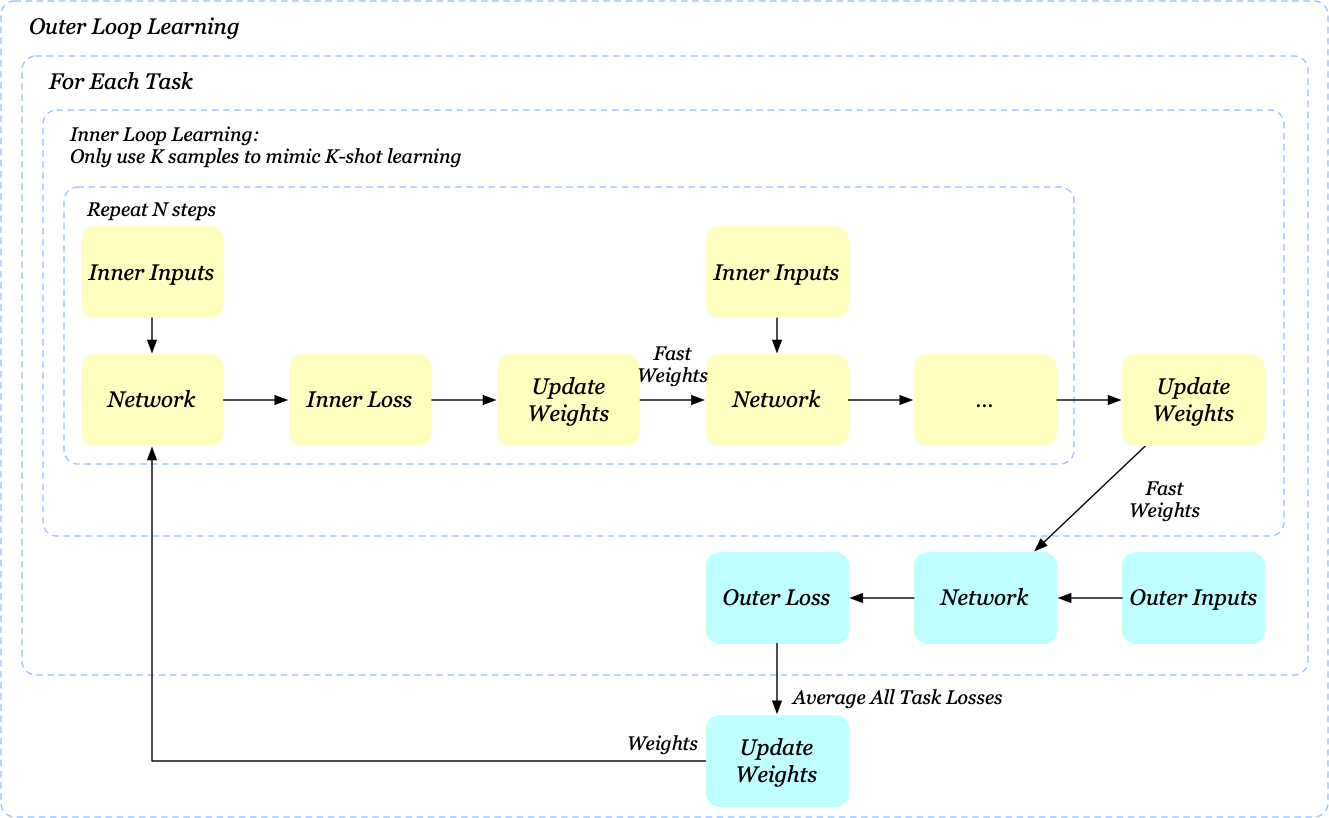 Outer Loop Learning
For Each Task
Inner Loop Learning:
Only use K samples to mimic K-shot learning
Repeat N steps
Inner Inputs
Inner Inputs
Network
Inner Loss
Update
Weights
Fast
Weights
Network
...
Update
Weights
Fast
Weights
Outer Loss
Network
Outer Inputs
Average All Task Losses
Weights
Update
Weights